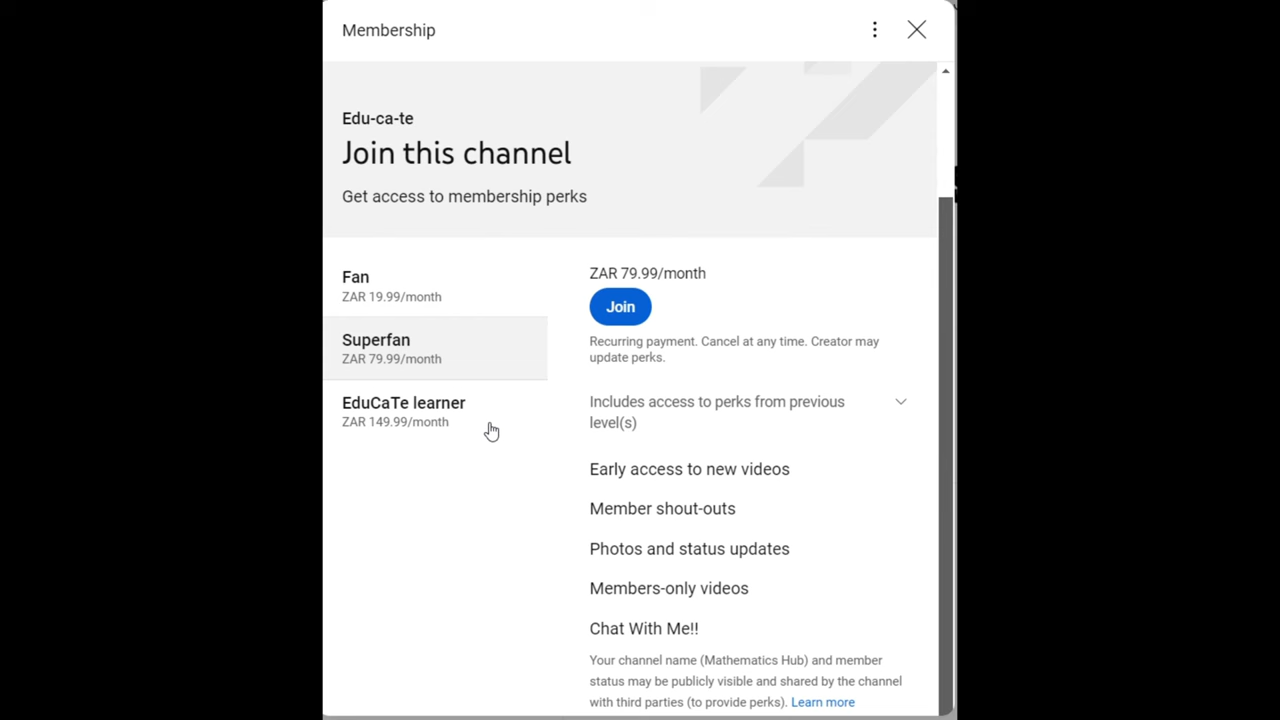 Membership
Edu-ca-te
Join this channel
Get access to membership perks
Fan
ZAR 19.99/month
Superfan
ZAR 79.99/month
EduCaTe learner
ZAR 149.99/month
ZAR 79.99/month
Join
Recurring payment. Cancel at any time. Creator may
update perks.
Includes access to perks from previous
level(s)
Early access to new videos
Member shout-outs
Photos and status updates
Members-only videos
Chat With Me!!
Your channel name (Mathematics Hub) and member
status may be publicly visible and shared by the channel
with third parties (to provide perks). Learn more